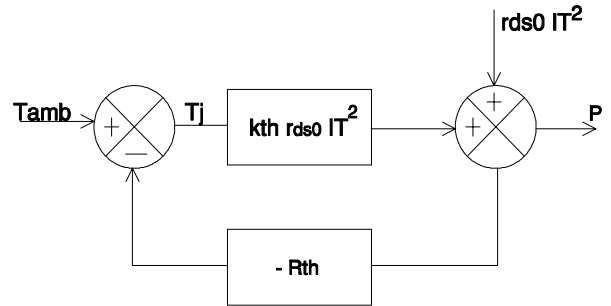 rds0 IT²
Tamb
+
−
Tj
kth rds0 IT²
+
+
P
- Rth